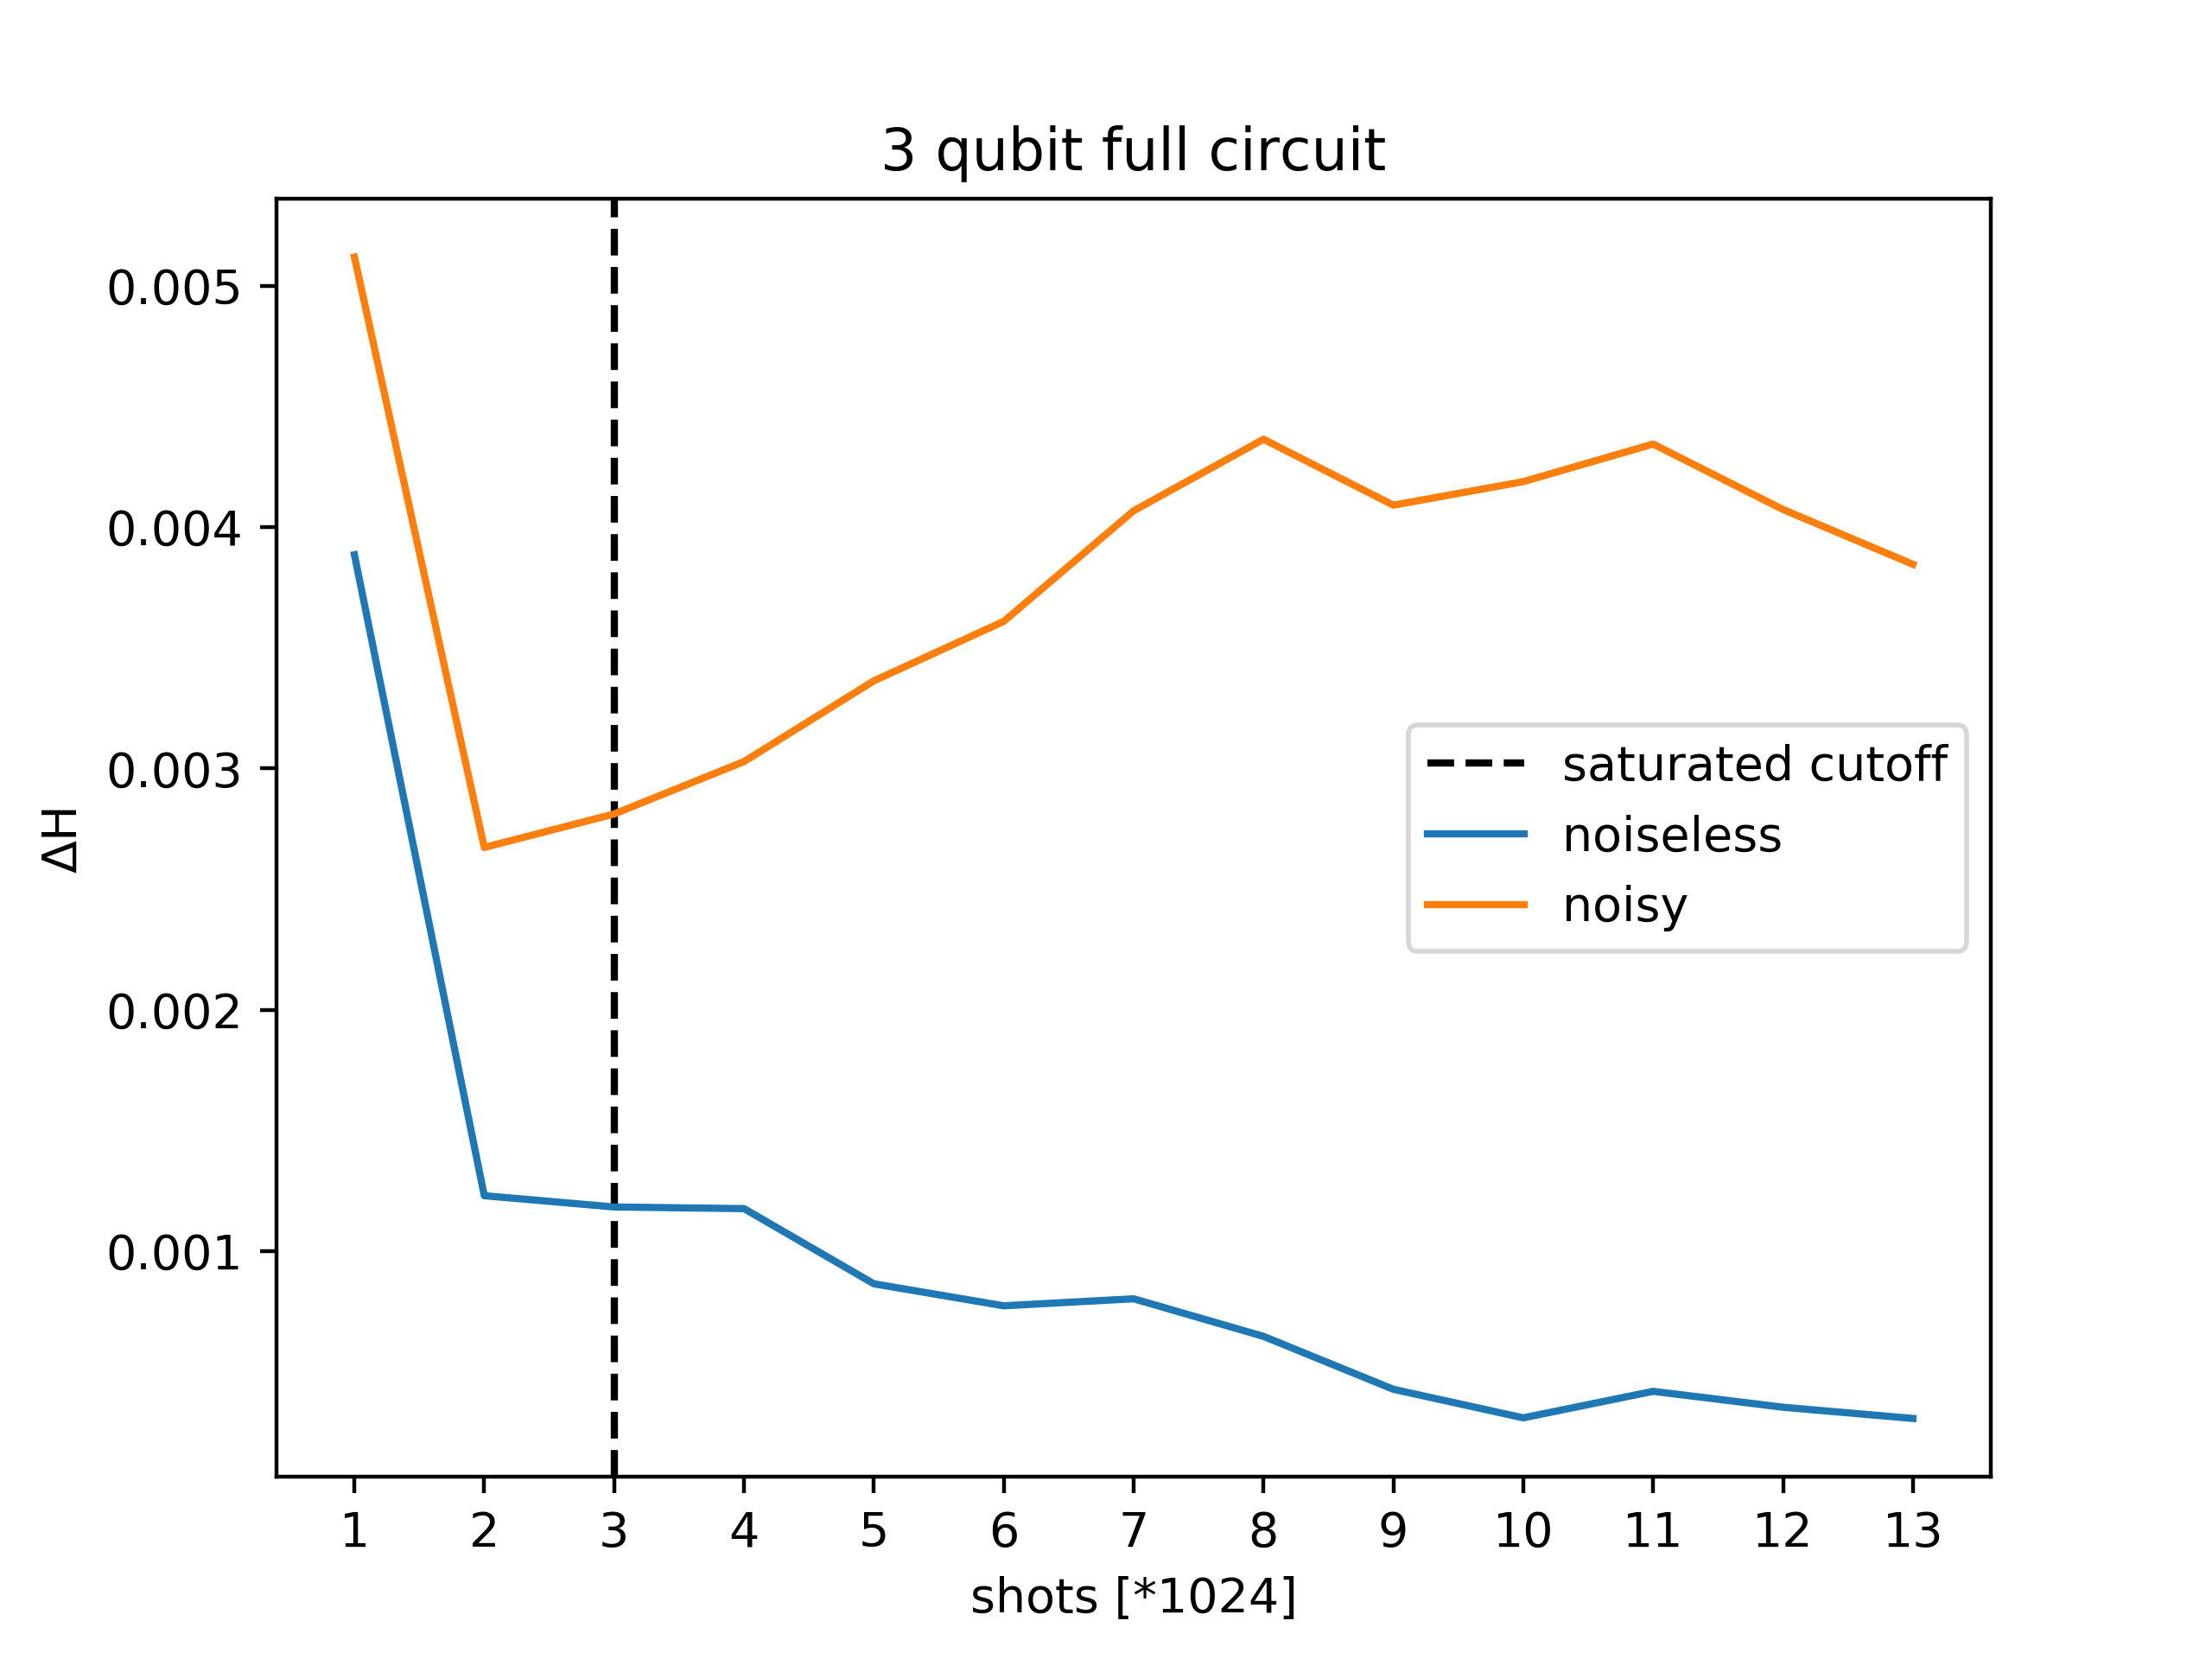 3 qubit full circuit
0.005
0.004
0.003
0.002
0.001
ΔH
saturated cutoff
noiseless
noisy
1 2 3 4 5 6 7 8 9 10 11 12 13
shots [*1024]